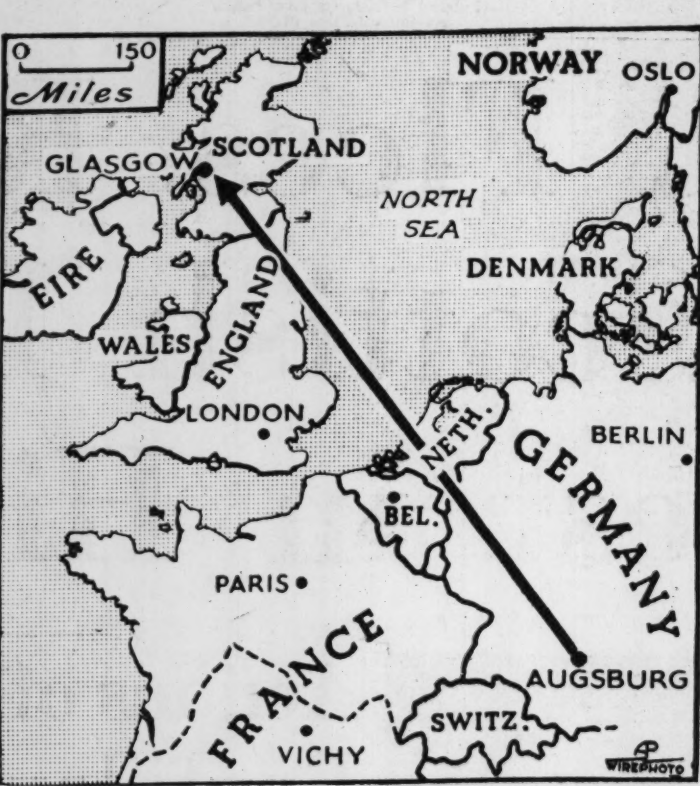 0 150
Miles
NORWAY
OSLO
SCOTLAND
GLASGOW
NORTH
SEA
EIRE
DENMARK
ENGLAND
WALES
LONDON
NETH.
GERMANY
BERLIN
BEL.
PARIS
FRANCE
AUGSBURG
SWITZ.
VICHY
AP
WIREPHOTO